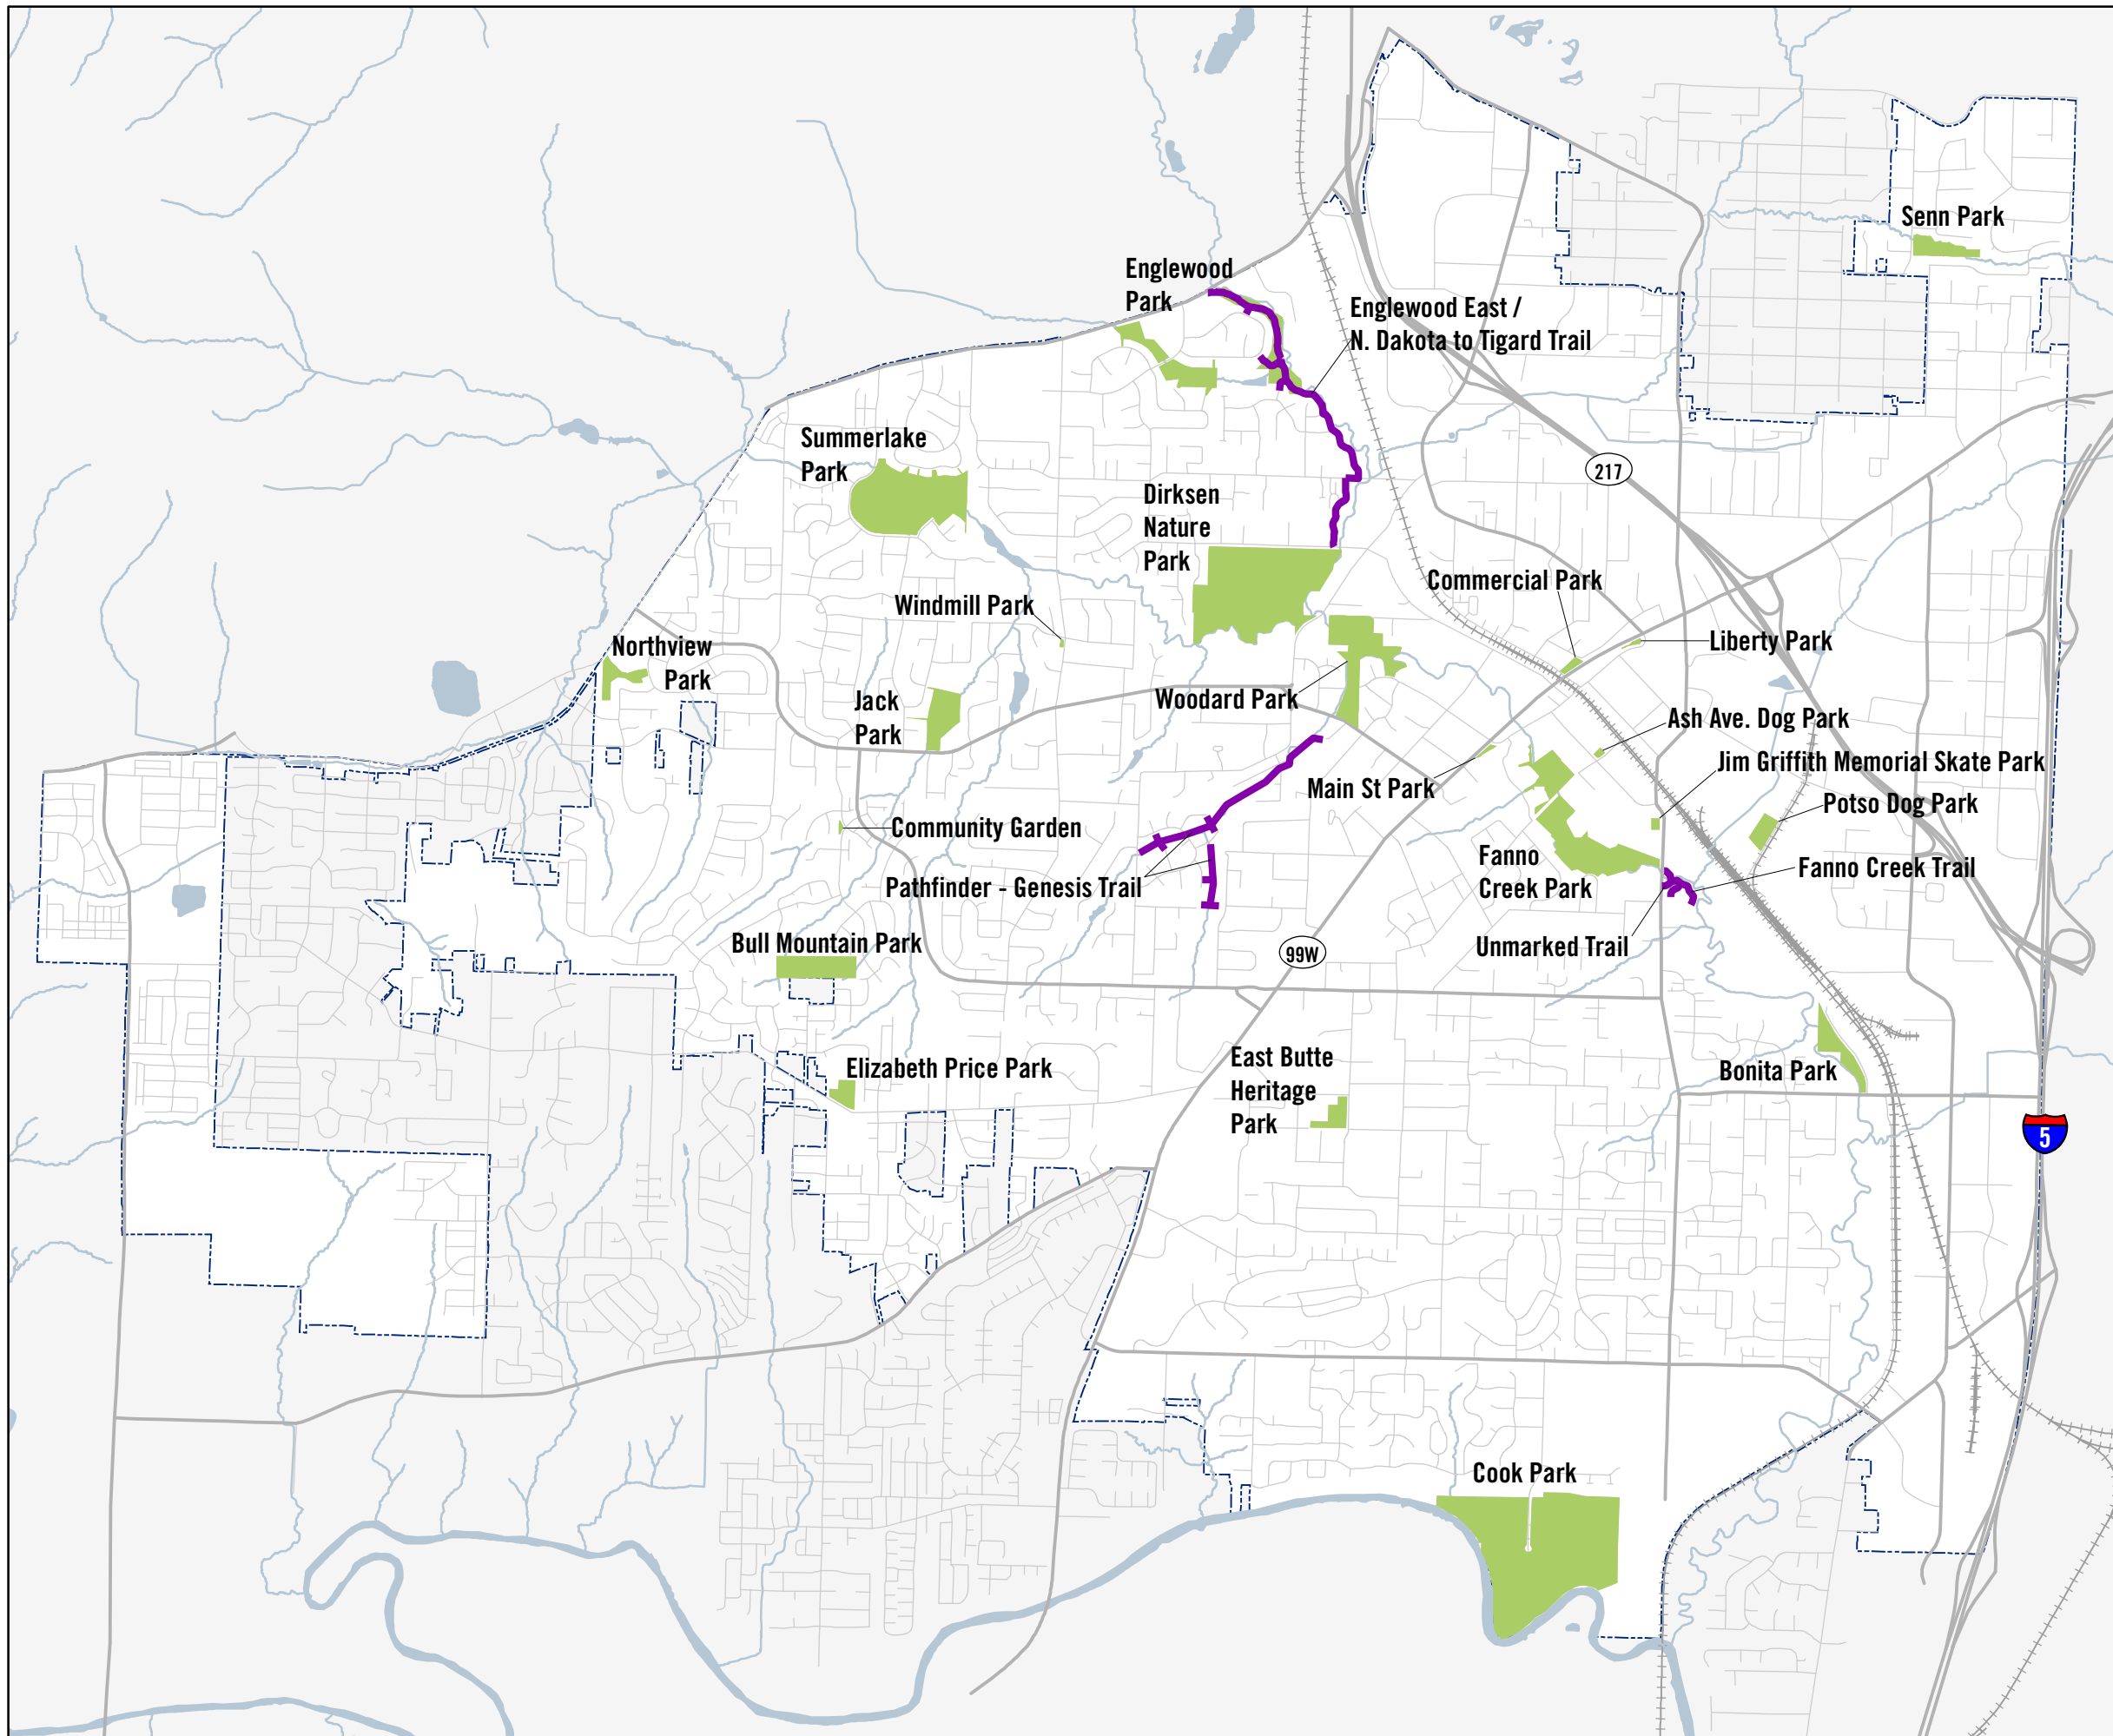 Senn Park
Englewood
Park
Englewood East /
N. Dakota to Tigard Trail
Summerlake
Park
217
Dirksen
Nature
Park
Commercial Park
Windmill Park
Liberty Park
Northview
Park
Jack
Park
Woodard Park
Ash Ave. Dog Park
Jim Griffith Memorial Skate Park
Main St Park
Potso Dog Park
Community Garden
Fanno
Creek Park
Fanno Creek Trail
Pathfinder - Genesis Trail
Bull Mountain Park
Unmarked Trail
99W
Elizabeth Price Park
East Butte
Heritage
Park
Bonita Park
5
Cook Park